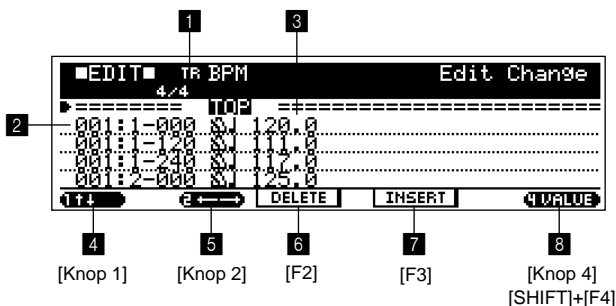 1 3
■EDIT■ TR BPM Edit Change
4/4
======== TOP =======================
2
001:1-000 ♩ 120.0
001:1-120 ♩ 111.0
001:1-240 ♩ 117.0
001:2-000 ♩ 125.0
1↑↓ 2←→ DELETE INSERT 4VALUE
4 5 6 7 8
[Knop 1] [Knop 2] [F2] [F3] [Knop 4]
[SHIFT]+[F4]